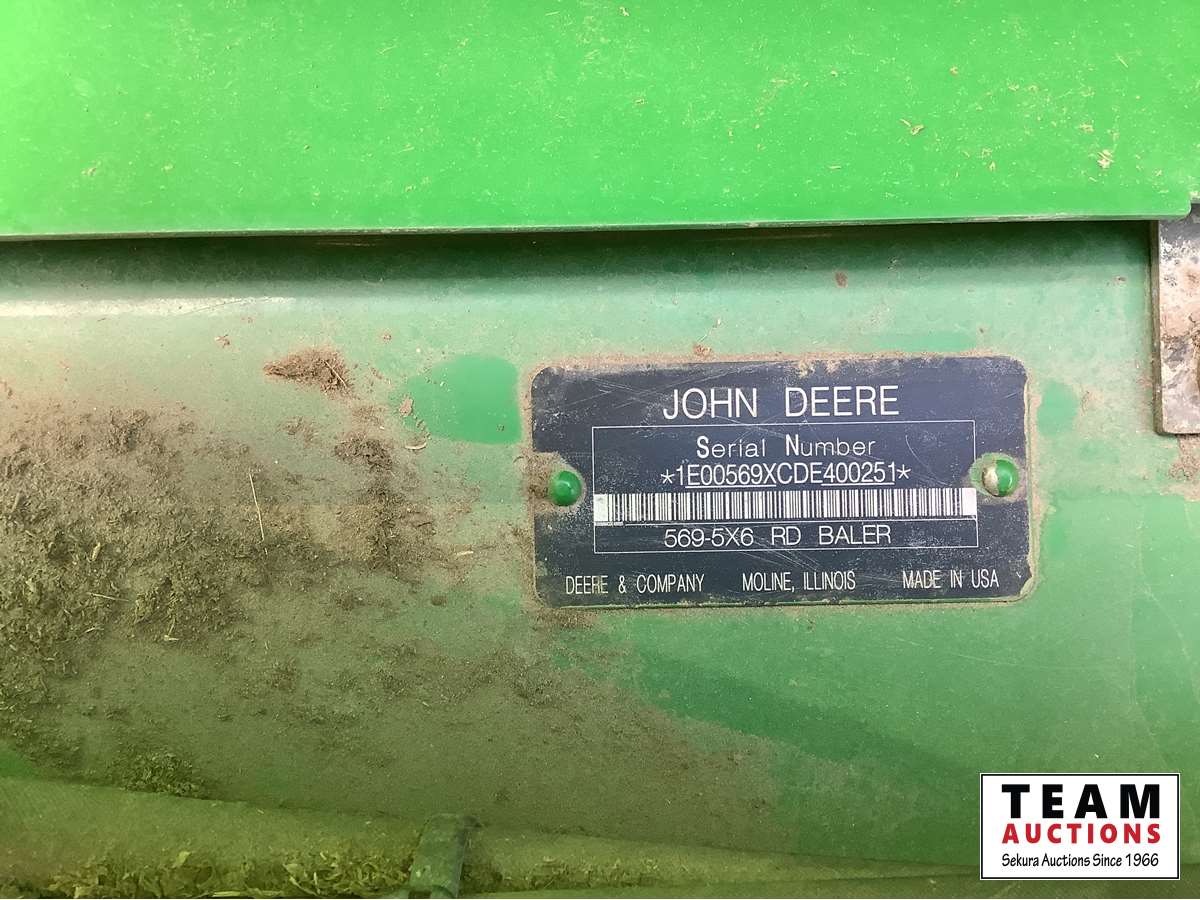 JOHN DEERE
Serial Number
*1E00569XCDE400251*
569-5X6 RD BALER
DEERE & COMPANY MOLINE, ILLINOIS MADE IN USA
TEAM
AUCTIONS
Sekura Auctions Since 1966